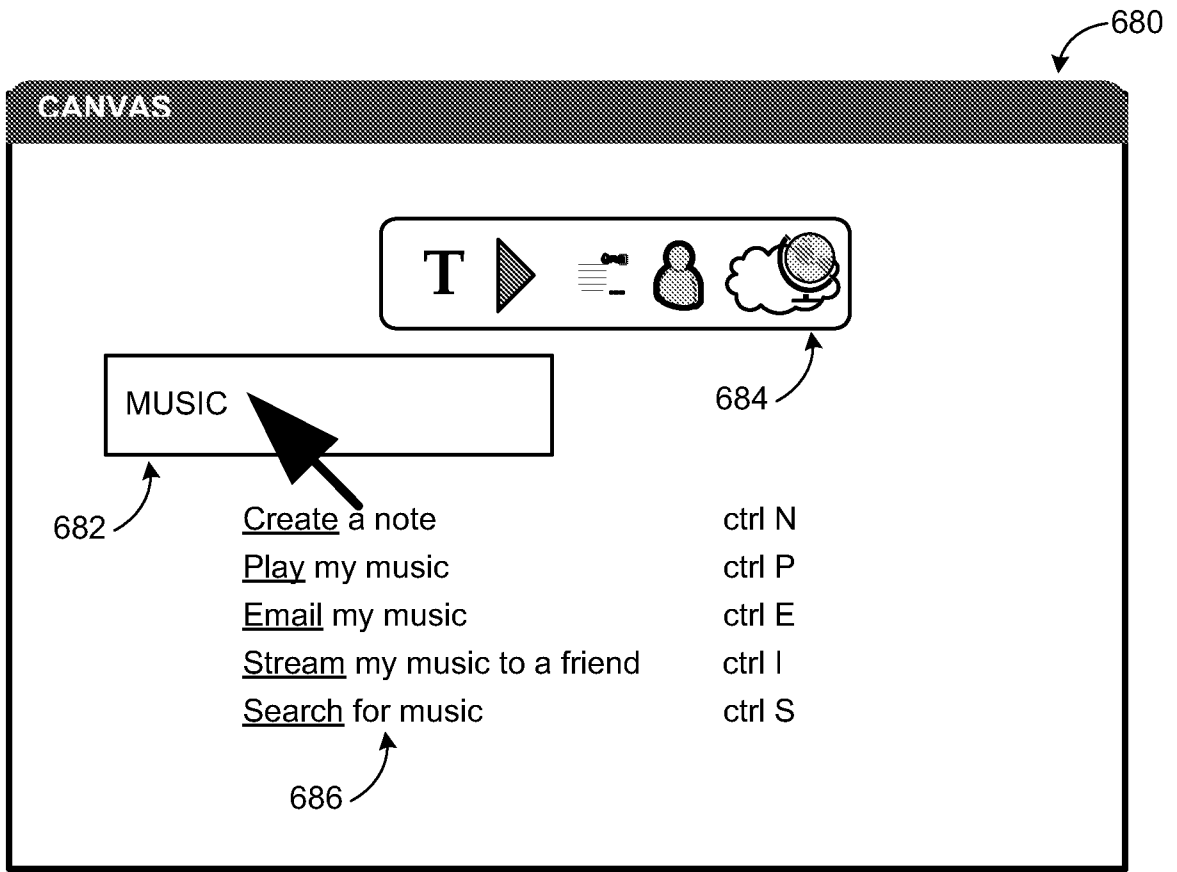 680
CANVAS
T
684
MUSIC
682
Create a note ctrl N
Play my music ctrl P
Email my music ctrl E
Stream my music to a friend ctrl I
Search for music ctrl S
686